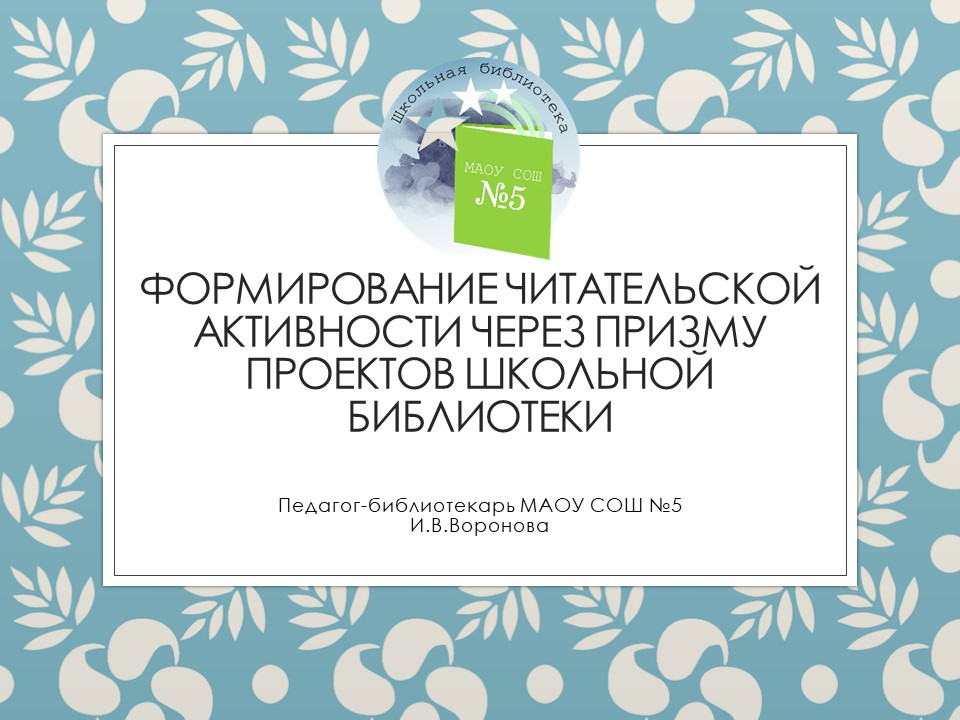 Школьная библиотека
МАОУ СОШ
№5
ФОРМИРОВАНИЕ ЧИТАТЕЛЬСКОЙ
АКТИВНОСТИ ЧЕРЕЗ ПРИЗМУ
ПРОЕКТОВ ШКОЛЬНОЙ
БИБЛИОТЕКИ
Педагог-библиотекарь МАОУ СОШ №5
И.В.Воронова